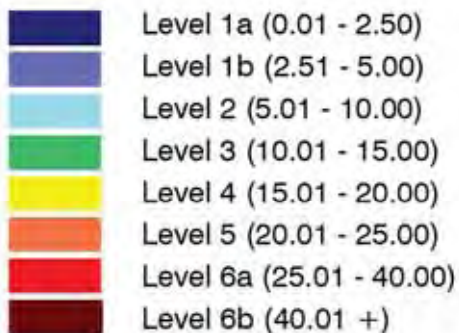 Level 1a (0.01 - 2.50)
Level 1b (2.51 - 5.00)
Level 2 (5.01 - 10.00)
Level 3 (10.01 - 15.00)
Level 4 (15.01 - 20.00)
Level 5 (20.01 - 25.00)
Level 6a (25.01 - 40.00)
Level 6b (40.01 +)